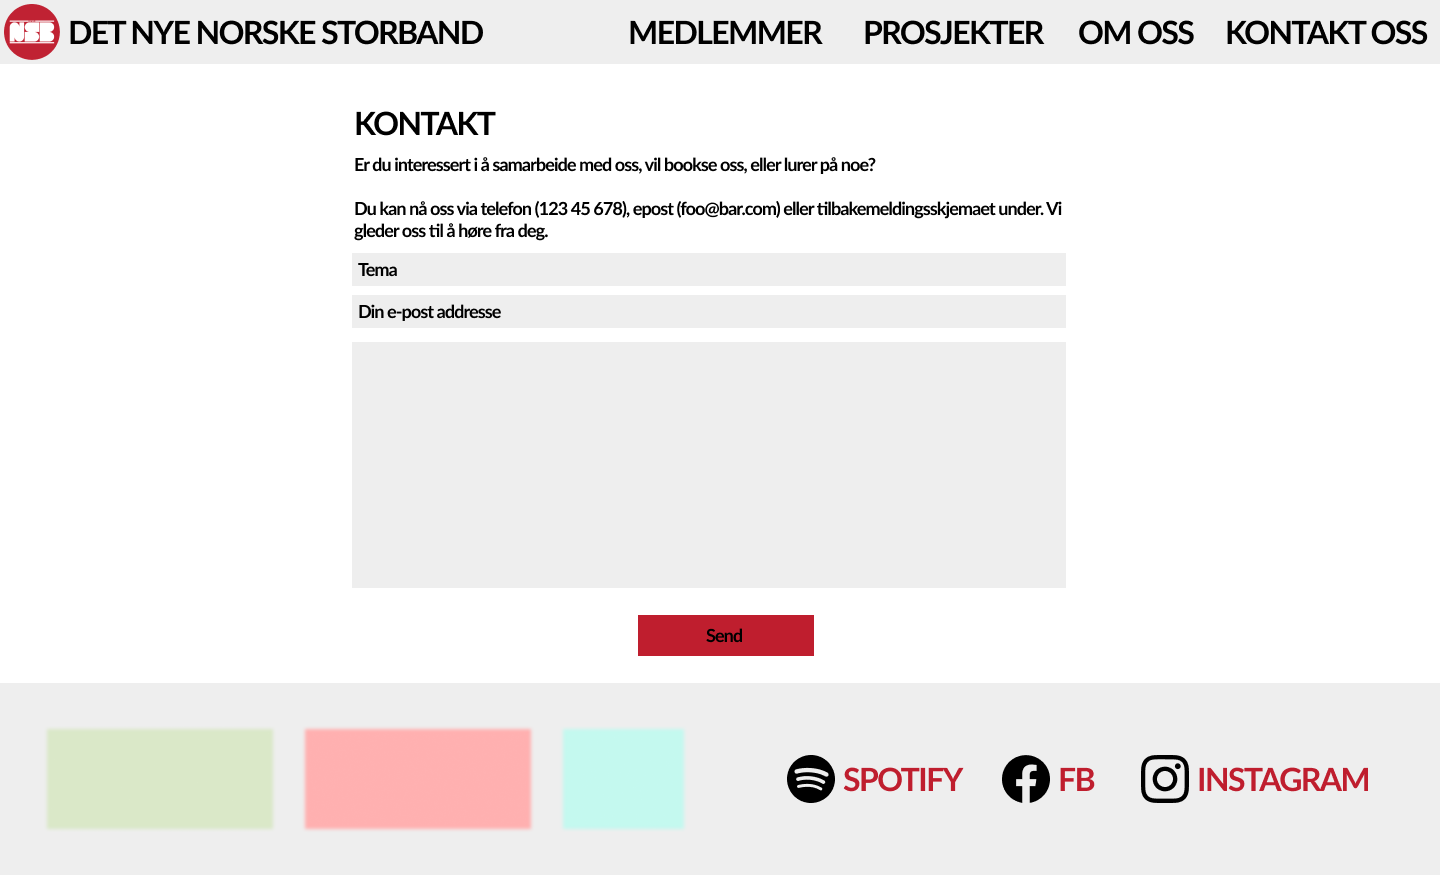 NSB DET NYE NORSKE STORBAND MEDLEMMER PROSJEKTER OM OSS KONTAKT OSS
KONTAKT
Er du interessert i å samarbeide med oss, vil bookse oss, eller lurer på noe?
Du kan nå oss via telefon (123 45 678), epost (foo@bar.com) eller tilbakemeldingsskjemaet under. Vi
gleder oss til å høre fra deg.
Tema
Din e-post addresse
Send
SPOTIFY FB INSTAGRAM